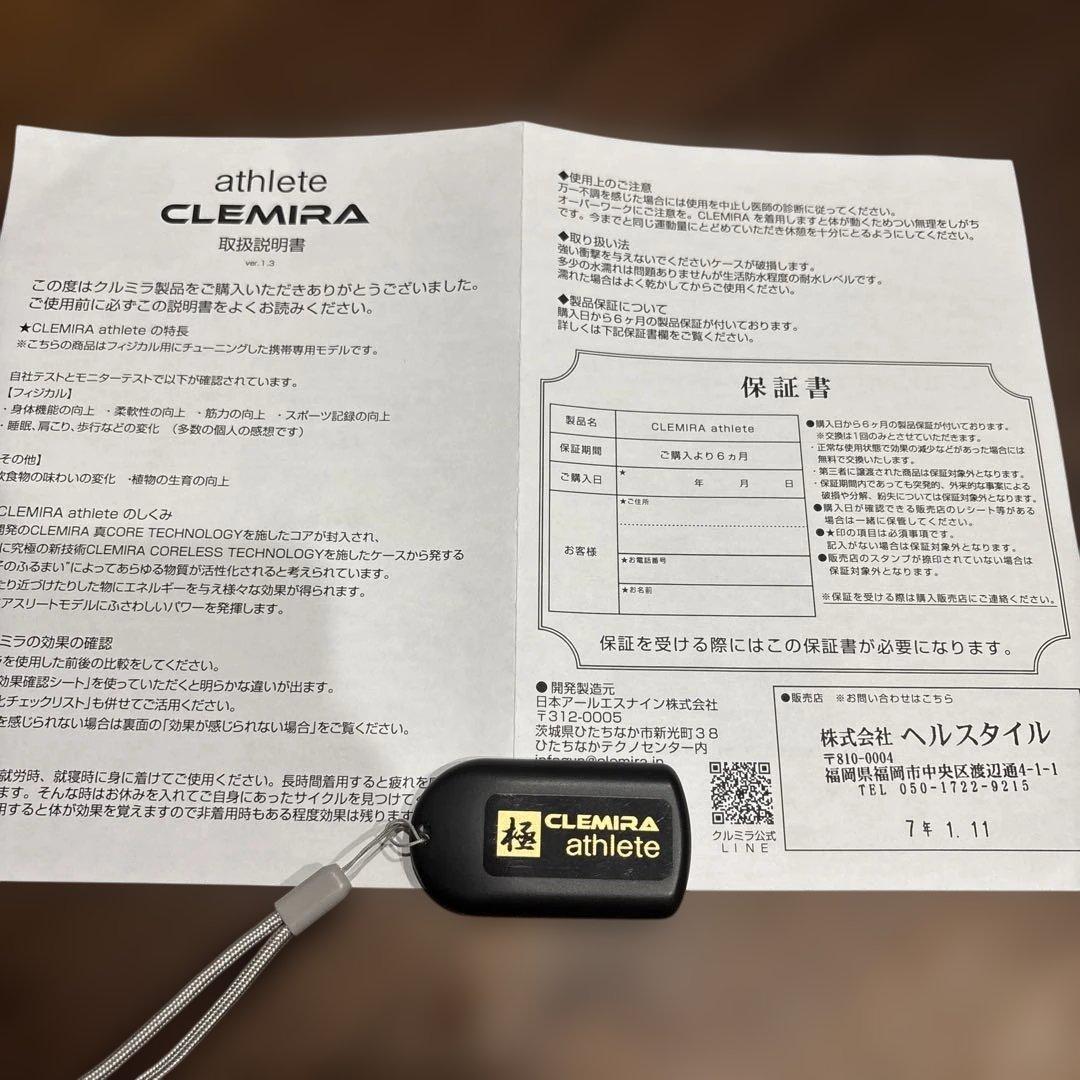 athlete
CLEMIRA
取扱説明書
ver.1.3
この度はクルミラ製品をご購入いただきありがとうございました。
ご使用前に必ずこの説明書をよくお読みください。
★CLEMIRA athlete の特長
※こちらの商品はフィジカル用にチューニングした携帯専用モデルです。
自社テストとモニターテストで以下が確認されています。
【フィジカル】
・身体機能の向上 ・柔軟性の向上 ・筋力の向上 ・スポーツ記録の向上
・睡眠、肩こり、歩行などの変化 (多数の個人の感想です)
その他】
飲食物の味わいの変化 ・植物の生育の向上
CLEMIRA athlete のしくみ
開発のCLEMIRA 真CORE TECHNOLOGYを施したコアが封入され、
に究極の新技術CLEMIRA CORELESS TECHNOLOGYを施したケースから発する
子のふるまい"によってあらゆる物質が活性化されると考えられています。
たり近づけたりした物にエネルギーを与え様々な効果が得られます。
アスリートモデルにふさわしいパワーを発揮します。
ミラの効果の確認
を使用した前後の比較をしてください。
効果確認シート」を使っていただくと明らかな違いが出ます。
とチェックリスト」も併せてご活用ください。
を感じられない場合は裏面の「効果が感じられない場合」をご覧ください。
就労時、就寝時に身に着けてご使用ください。長時間着用すると疲れを
ます。そんな時はお休みを入れてご自身にあったサイクルを見つけて
用すると体が効果を覚えますので非着用時もある程度効果は残ります
◆使用上のご注意
万一不調を感じた場合には使用を中止し医師の診断に従ってください。
オーバーワークにご注意を。CLEMIRA を着用しますと体が動くためつい無理をしがち
です。今までと同じ運動量にとどめていただき休憩を十分にとるようにしてください。
◆取り扱い法
強い衝撃を与えないでくださいケースが破損します。
多少の水濡れは問題ありませんが生活防水程度の耐水レベルです。
濡れた場合はよく乾かしてからご使用ください。
◆製品保証について
購入日から6ヶ月の製品保証が付いております。
詳しくは下記保証書欄をご覧ください。
保証書
製品名 CLEMIRA athlete
保証期間 ご購入より6ヵ月
ご購入日 ★ 年 月 日
お客様
★ご住所
★お電話番号
★お名前
●購入日から6ヶ月の製品保証が付いております。
※交換は1回のみとさせていただきます。
・正常な使用状態で効果の減少などがあった場合には
無料で交換いたします。
・第三者に譲渡された商品は保証対象外となります。
・保証期間内であっても突発的、外来的な事案による
破損や分解、紛失については保証対象外となります。
●購入日が確認できる販売店のレシート等がある
場合は一緒に保管してください。
●★印の項目は必須事項です。
記入がない場合は保証対象外となります。
●販売店のスタンプが捺印されていない場合は
保証対象外となります。
※保証を受ける際は購入販売店にご連絡ください。
保証を受ける際にはこの保証書が必要になります。
●開発製造元
日本アールエスナイン株式会社
〒312-0005
茨城県ひたちなか市新光町38
ひたちなかテクノセンター内
クルミラ公式
LINE
●販売店 ※お問い合わせはこちら
株式会社 ヘルスタイル
〒810-0004
福岡県福岡市中央区渡辺通4-1-1
TEL 050-1722-9215
7年 1.11
極 CLEMIRA
athlete